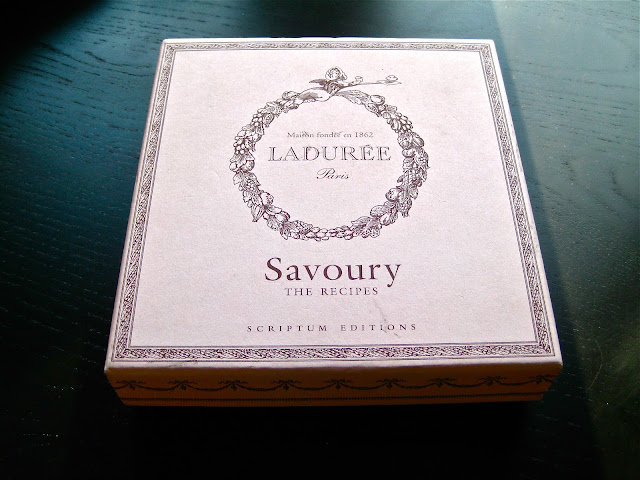 Maison fondée en 1862
LADURÉE
Paris
Savoury
THE RECIPES
SCRIPTUM EDITIONS